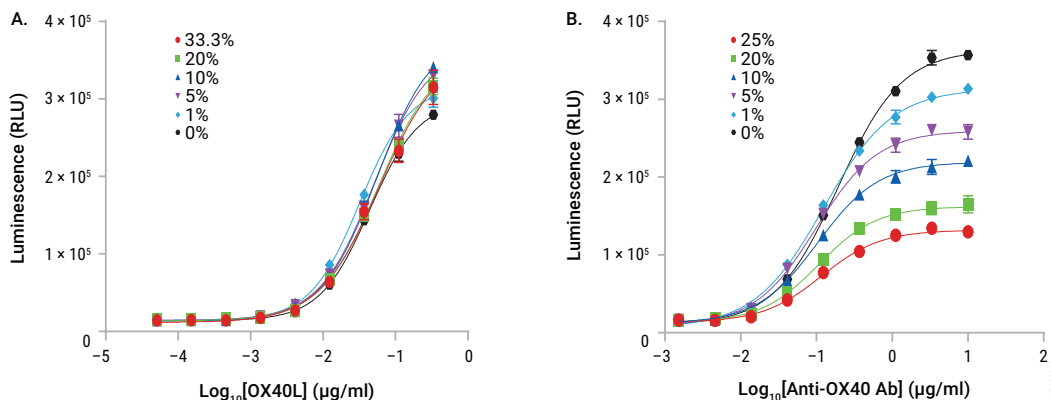 A.
33.3%
20%
10%
5%
1%
0%
4 × 10⁵
3 × 10⁵
2 × 10⁵
1 × 10⁵
0
Luminescence (RLU)
−5 −4 −3 −2 −1 0
Log₁₀[OX40L] (μg/ml)
B.
25%
20%
10%
5%
1%
0%
4 × 10⁵
3 × 10⁵
2 × 10⁵
1 × 10⁵
0
Luminescence (RLU)
−3 −2 −1 0 1 2
Log₁₀[Anti-OX40 Ab] (μg/ml)